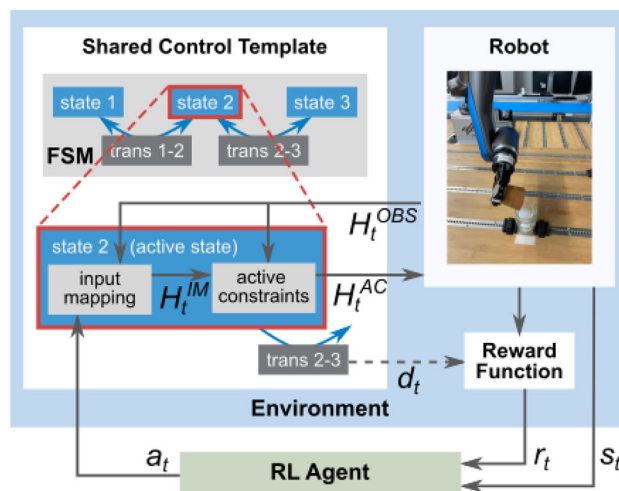 Shared Control Template
Robot
state 1
state 2
state 3
trans 1-2
trans 2-3
FSM
H_t^{OBS}
state 2 (active state)
input
mapping
H_t^{IM}
active
constraints
H_t^{AC}
trans 2-3
d_t
Reward
Function
Environment
a_t
RL Agent
r_t
s_t